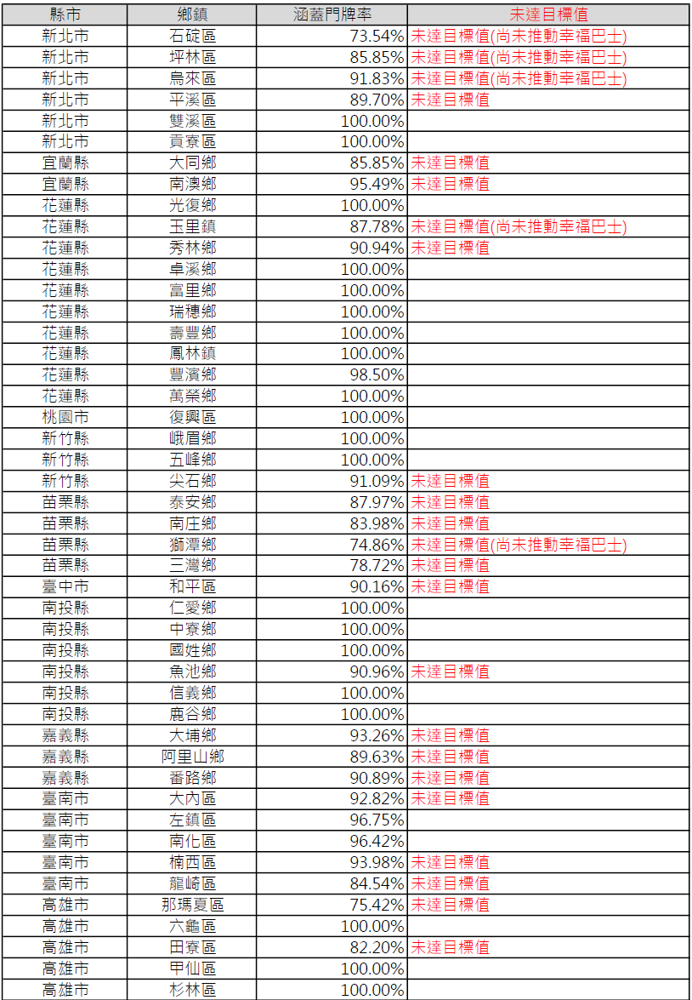 縣市 鄉鎮 涵蓋門牌率 未達目標值
新北市 石碇區 73.54% 未達目標值(尚未推動幸福巴士)
新北市 坪林區 85.85% 未達目標值(尚未推動幸福巴士)
新北市 烏來區 91.83% 未達目標值(尚未推動幸福巴士)
新北市 平溪區 89.70% 未達目標值
新北市 雙溪區 100.00%
新北市 貢寮區 100.00%
宜蘭縣 大同鄉 85.85% 未達目標值
宜蘭縣 南澳鄉 95.49% 未達目標值
花蓮縣 光復鄉 100.00%
花蓮縣 玉里鎮 87.78% 未達目標值(尚未推動幸福巴士)
花蓮縣 秀林鄉 90.94% 未達目標值
花蓮縣 卓溪鄉 100.00%
花蓮縣 富里鄉 100.00%
花蓮縣 瑞穗鄉 100.00%
花蓮縣 壽豐鄉 100.00%
花蓮縣 鳳林鎮 100.00%
花蓮縣 豐濱鄉 98.50%
花蓮縣 萬榮鄉 100.00%
桃園市 復興區 100.00%
新竹縣 峨眉鄉 100.00%
新竹縣 五峰鄉 100.00%
新竹縣 尖石鄉 91.09% 未達目標值
苗栗縣 泰安鄉 87.97% 未達目標值
苗栗縣 南庄鄉 83.98% 未達目標值
苗栗縣 獅潭鄉 74.86% 未達目標值(尚未推動幸福巴士)
苗栗縣 三灣鄉 78.72% 未達目標值
臺中市 和平區 90.16% 未達目標值
南投縣 仁愛鄉 100.00%
南投縣 中寮鄉 100.00%
南投縣 國姓鄉 100.00%
南投縣 魚池鄉 90.96% 未達目標值
南投縣 信義鄉 100.00%
南投縣 鹿谷鄉 100.00%
嘉義縣 大埔鄉 93.26% 未達目標值
嘉義縣 阿里山鄉 89.63% 未達目標值
嘉義縣 番路鄉 90.89% 未達目標值
臺南市 大內區 92.82% 未達目標值
臺南市 左鎮區 96.75%
臺南市 南化區 96.42%
臺南市 楠西區 93.98% 未達目標值
臺南市 龍崎區 84.54% 未達目標值
高雄市 那瑪夏區 75.42% 未達目標值
高雄市 六龜區 100.00%
高雄市 田寮區 82.20% 未達目標值
高雄市 甲仙區 100.00%
高雄市 杉林區 100.00%